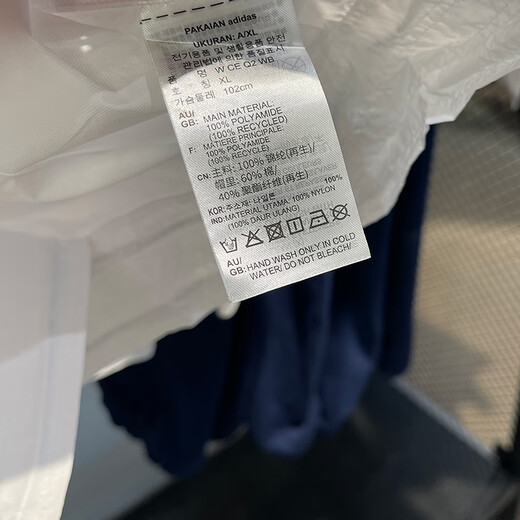 PAKAIAN adidas
UKURAN: A/XL
전기용품 및 생활용품 안전
관리법에 의한 품질표시
품 명 W CE Q2 WB
호 칭 XL
가슴둘레 102cm
AU/
GB: MAIN MATERIAL:
100% POLYAMIDE
(100% RECYCLED)
F: MATIERE PRINCIPALE:
100% POLYAMIDE
(100% RECYCLE)
CN: 主料: 100% 锦纶(再生)/
帽里: 60% 棉/
40% 聚酯纤维(再生)
KOR: 주소재: 나일론 100%
IND: MATERIAL UTAMA: 100% NYLON
(100% DAUR ULANG)
AU/
GB: HAND WASH ONLY IN COLD
WATER/ DO NOT BLEACH/